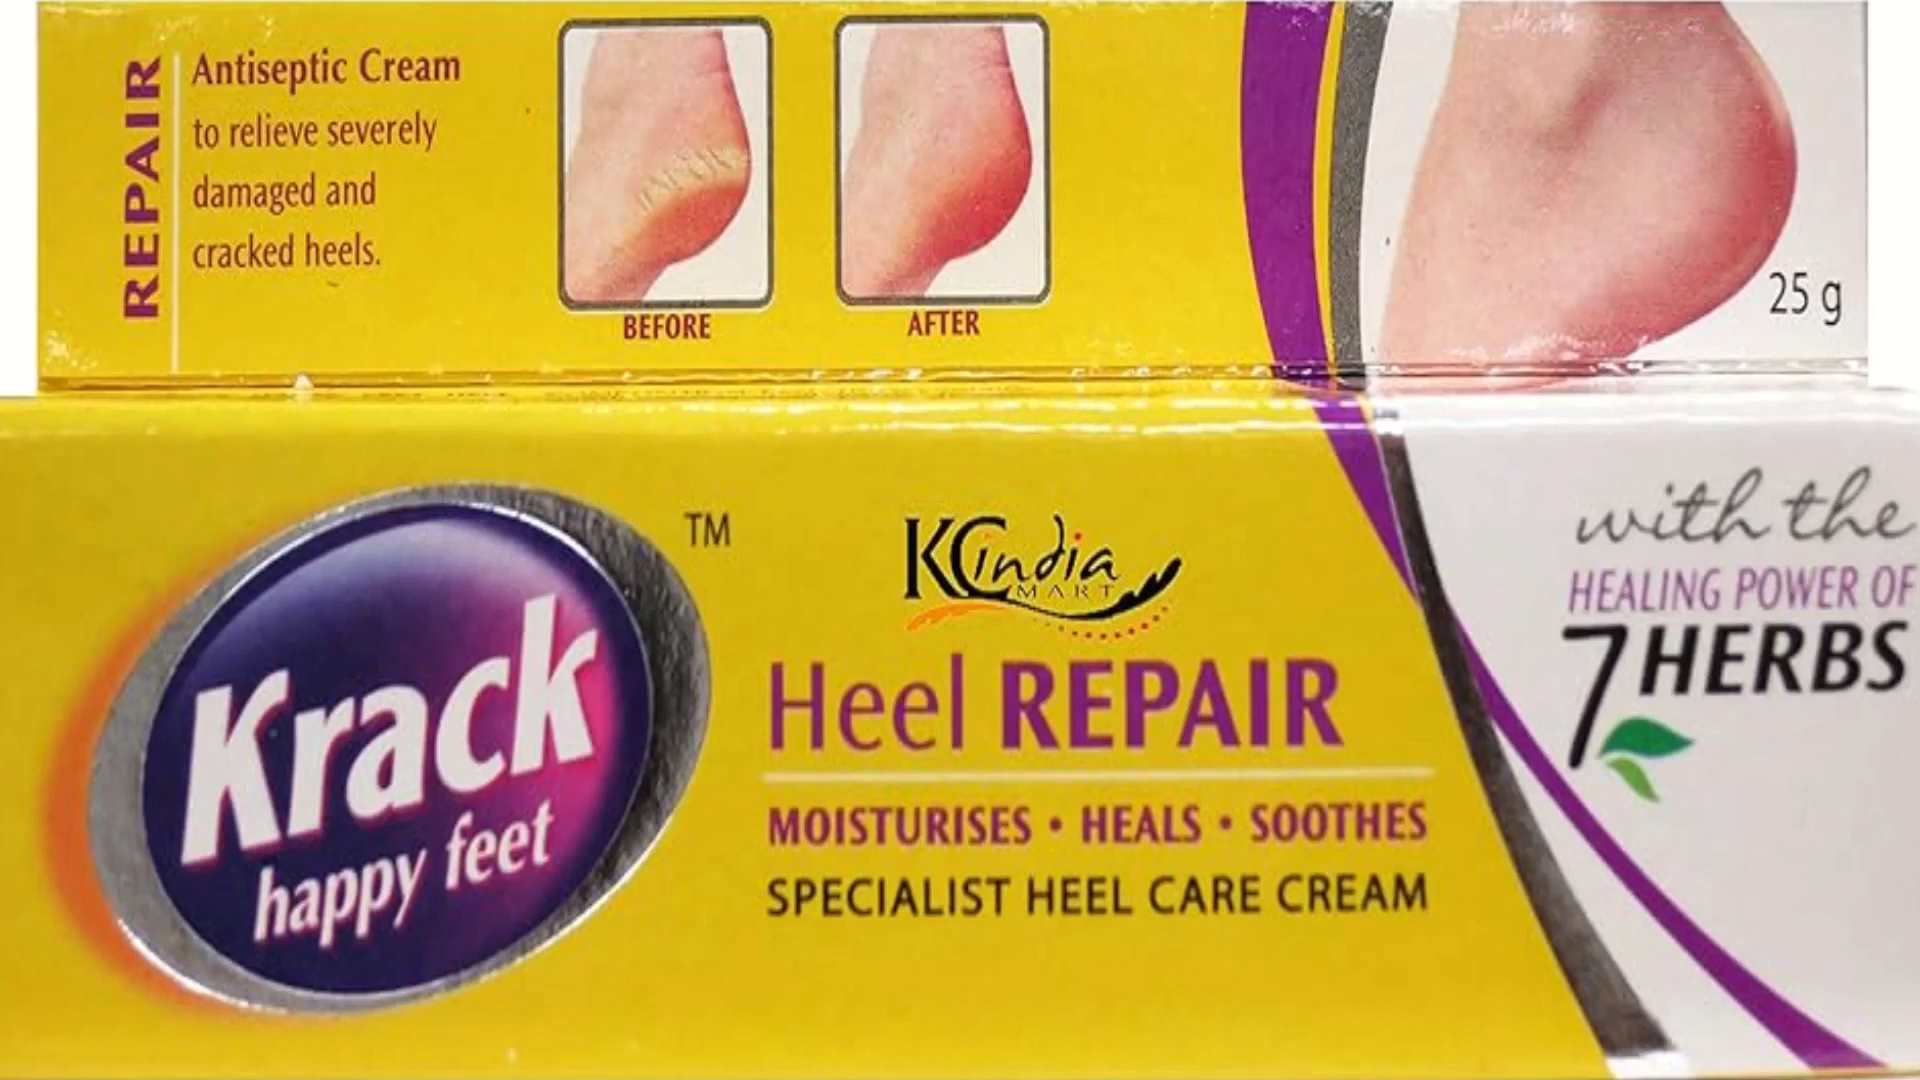 REPAIR
Antiseptic Cream
to relieve severely
damaged and
cracked heels.
BEFORE
AFTER
25 g
Krack
happy feet
TM
KCindia
MART
Heel REPAIR
MOISTURISES • HEALS • SOOTHES
SPECIALIST HEEL CARE CREAM
with the
HEALING POWER OF
7 HERBS